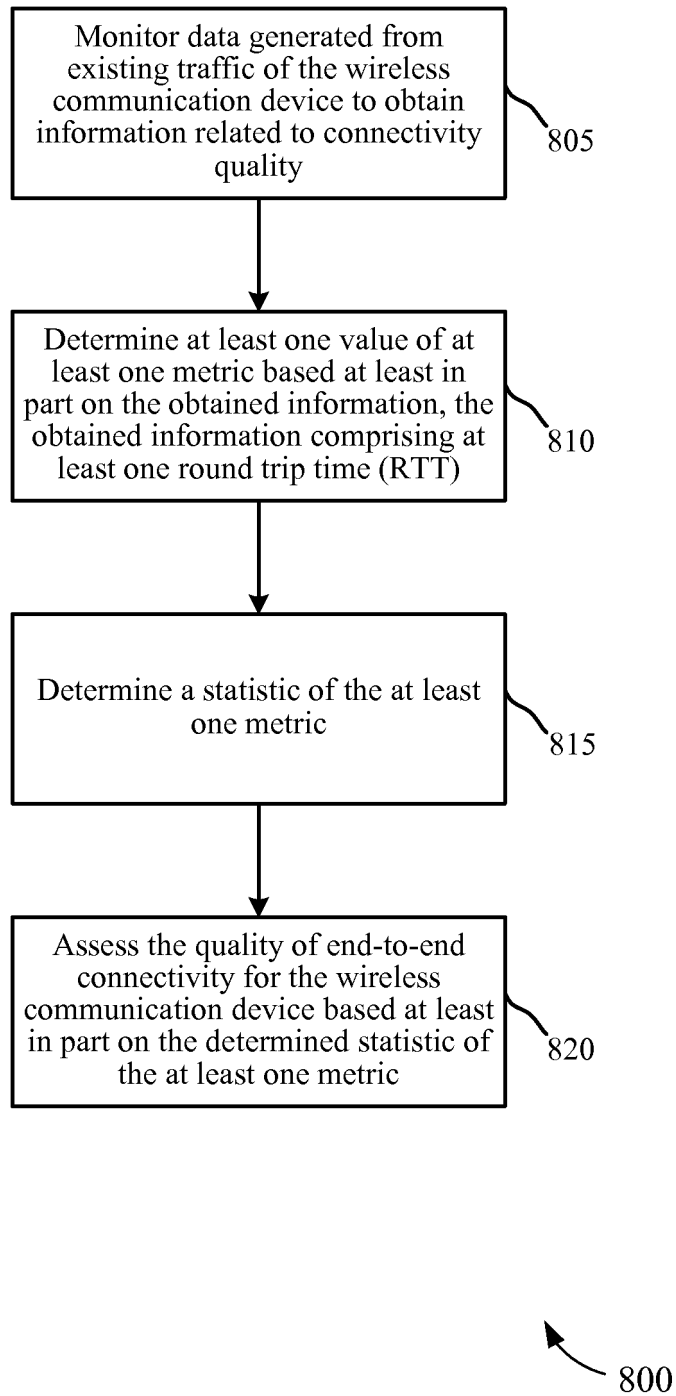 Monitor data generated from
existing traffic of the wireless
communication device to obtain
information related to connectivity
quality
805
Determine at least one value of at
least one metric based at least in
part on the obtained information, the
obtained information comprising at
least one round trip time (RTT)
810
Determine a statistic of the at least
one metric
815
Assess the quality of end-to-end
connectivity for the wireless
communication device based at least
in part on the determined statistic of
the at least one metric
820
800